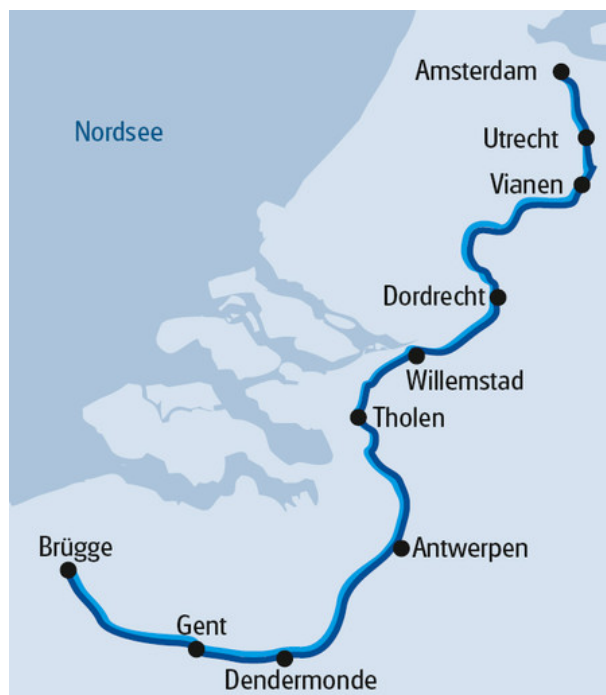 Amsterdam
Nordsee
Utrecht
Vianen
Dordrecht
Willemstad
Tholen
Antwerpen
Brügge
Gent
Dendermonde